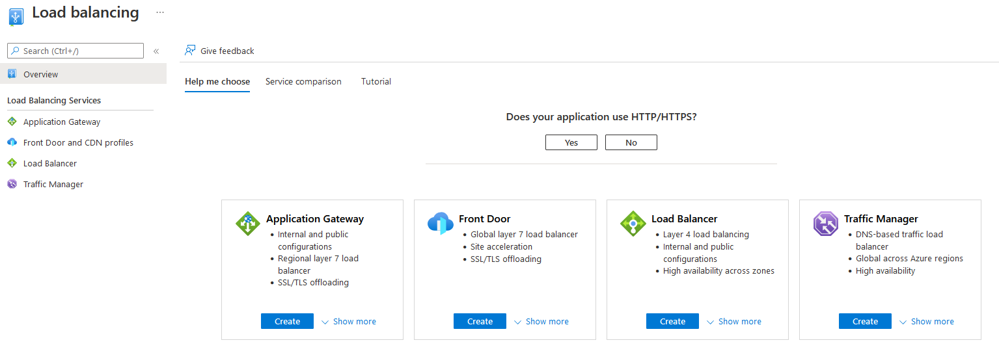 Load balancing ...
Search (Ctrl+/) «
Overview
Load Balancing Services
Application Gateway
Front Door and CDN profiles
Load Balancer
Traffic Manager
Give feedback
Help me choose Service comparison Tutorial
Does your application use HTTP/HTTPS?
Yes No
Application Gateway
• Internal and public
configurations
• Regional layer 7 load
balancer
• SSL/TLS offloading
Create Show more
Front Door
• Global layer 7 load balancer
• Site acceleration
• SSL/TLS offloading
Create Show more
Load Balancer
• Layer 4 load balancing
• Internal and public
configurations
• High availability across zones
Create Show more
Traffic Manager
• DNS-based traffic load
balancer
• Global across Azure regions
• High availability
Create Show more